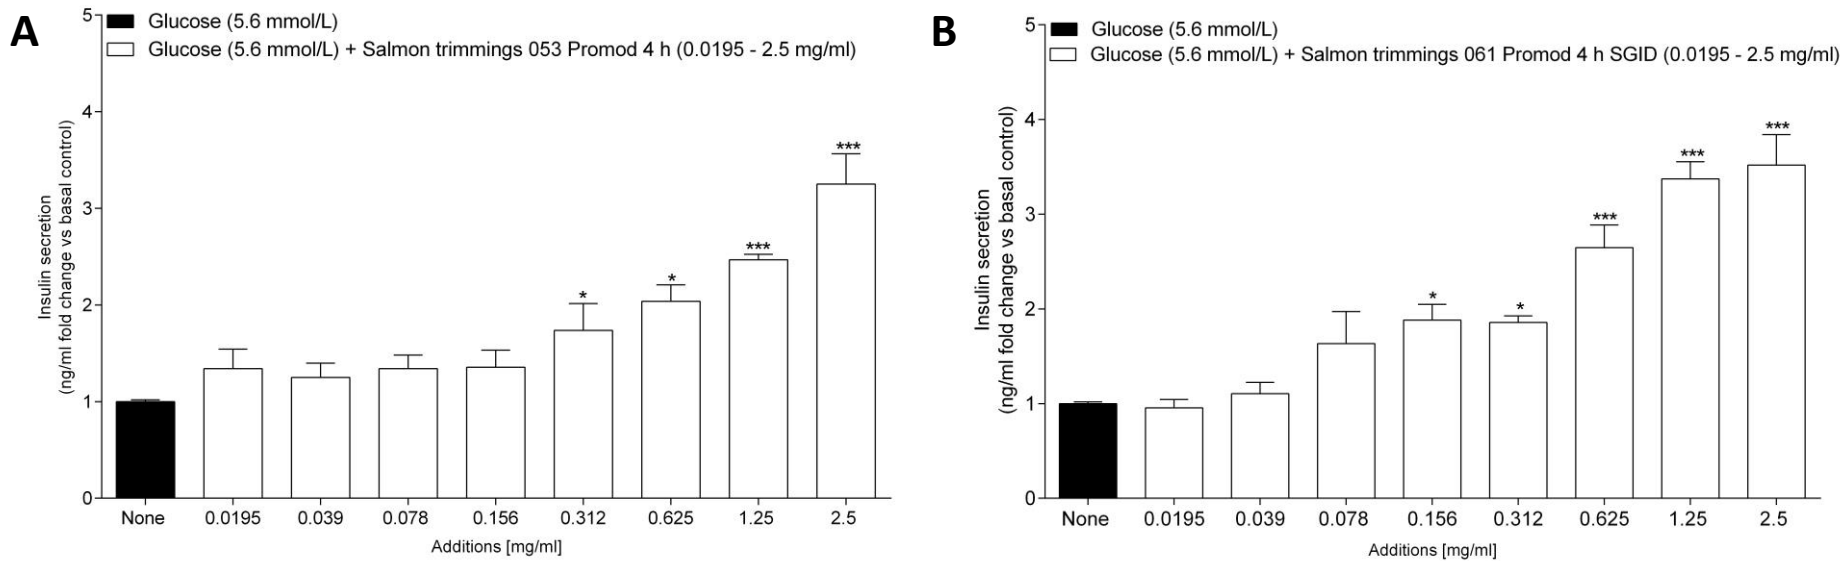 A
Glucose (5.6 mmol/L)
Glucose (5.6 mmol/L) + Salmon trimmings 053 Promod 4 h (0.0195 - 2.5 mg/ml)
Insulin secretion
(ng/ml fold change vs basal control)
5
4
3
2
1
0
*
*
***
***
None 0.0195 0.039 0.078 0.156 0.312 0.625 1.25 2.5
Additions [mg/ml]
B
Glucose (5.6 mmol/L)
Glucose (5.6 mmol/L) + Salmon trimmings 061 Promod 4 h SGID (0.0195 - 2.5 mg/ml)
Insulin secretion
(ng/ml fold change vs basal control)
5
4
3
2
1
0
*
*
***
***
***
None 0.0195 0.039 0.078 0.156 0.312 0.625 1.25 2.5
Additions [mg/ml]